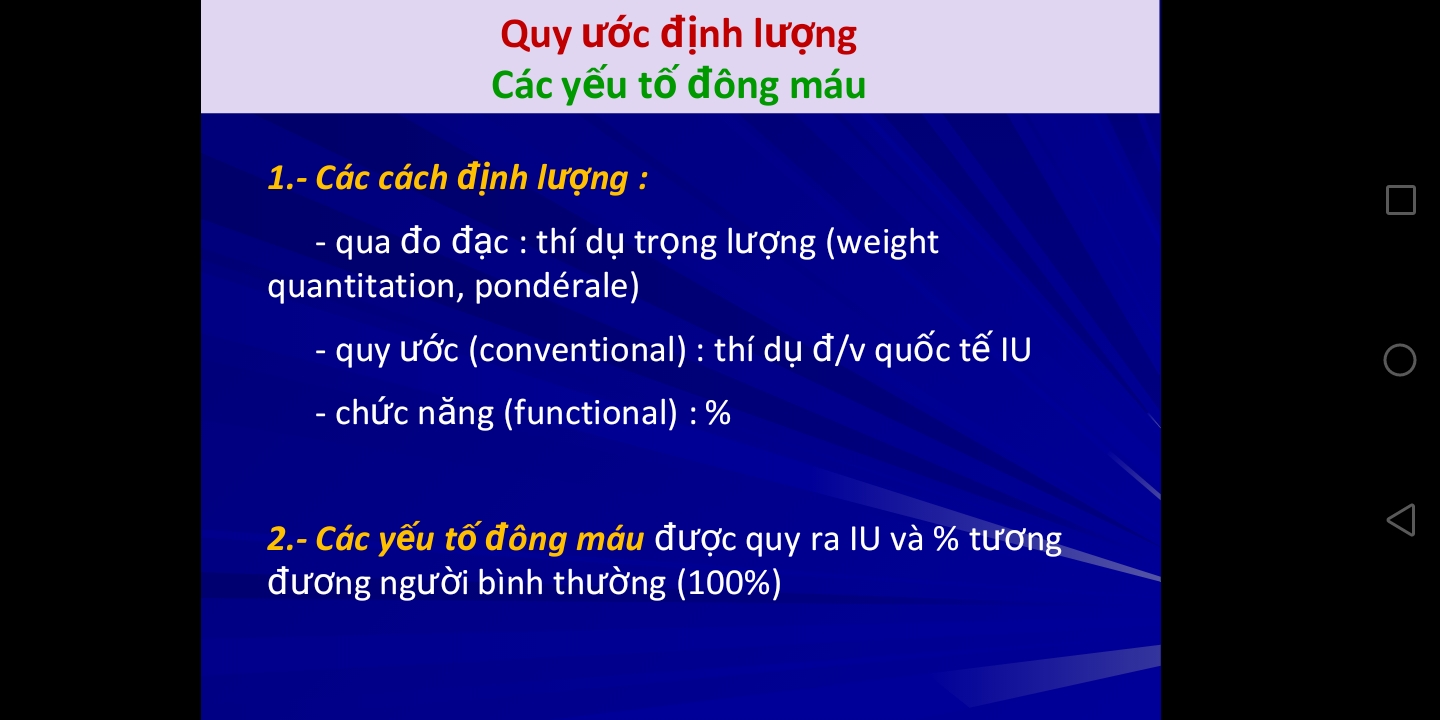 Quy ước định lượng
Các yếu tố đông máu
1.- Các cách định lượng :
- qua đo đạc : thí dụ trọng lượng (weight
quantitation, pondérale)
- quy ước (conventional) : thí dụ đ/v quốc tế IU
- chức năng (functional) : %
2.- Các yếu tố đông máu được quy ra IU và % tương
đương người bình thường (100%)